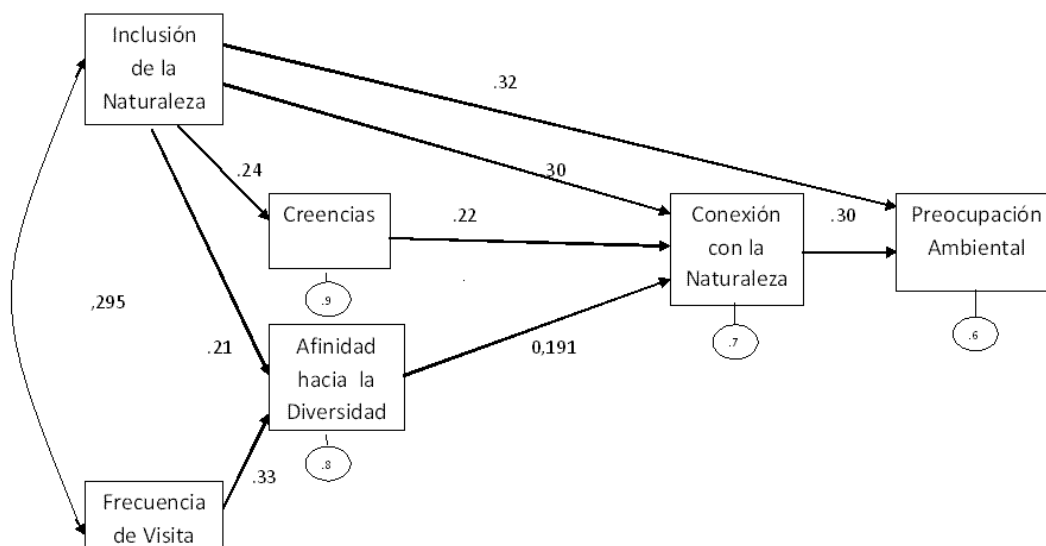 Inclusión
de la
Naturaleza
.32
.30
.24
Creencias
.22
Conexión
con la
Naturaleza
.30
Preocupación
Ambiental
.9
,295
.21
Afinidad
hacia la
Diversidad
0,191
.7
.6
.8
.33
Frecuencia
de Visita